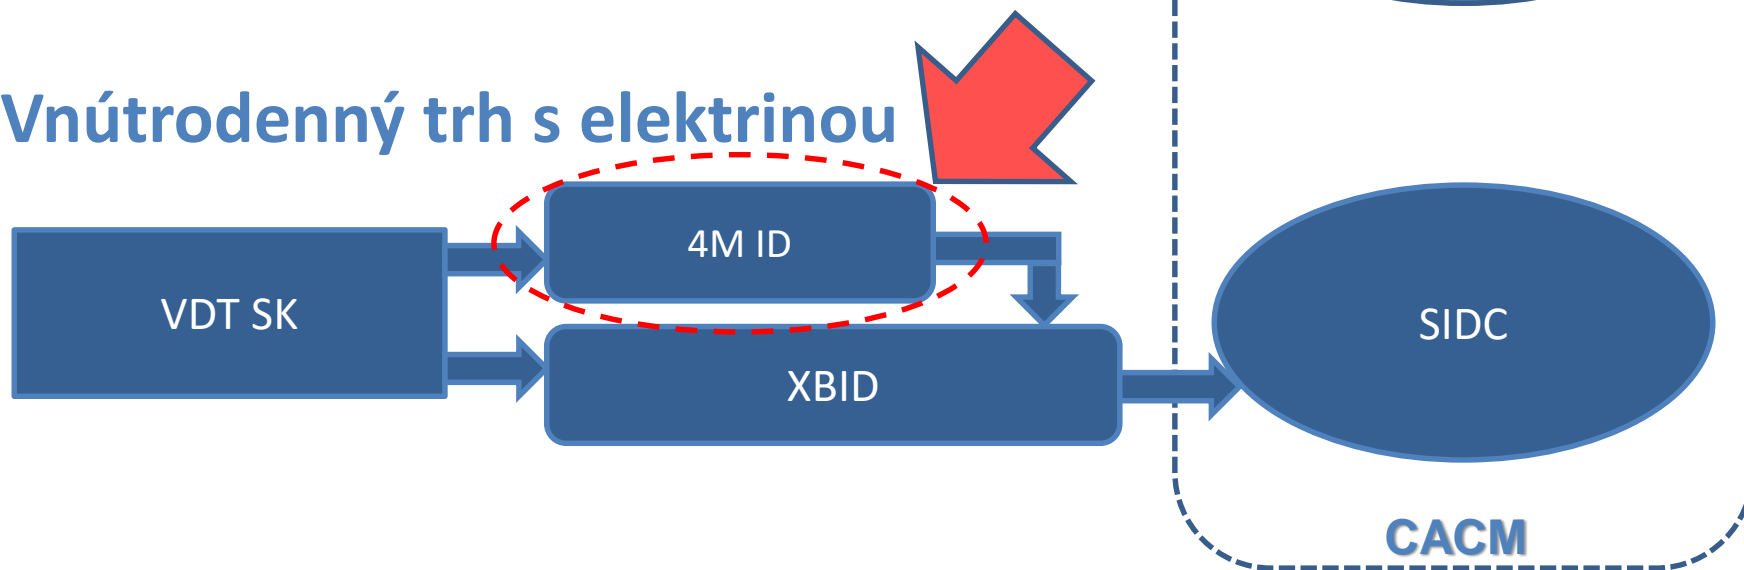 Vnútrodenný trh s elektrinou
4M ID
VDT SK
SIDC
XBID
CACM